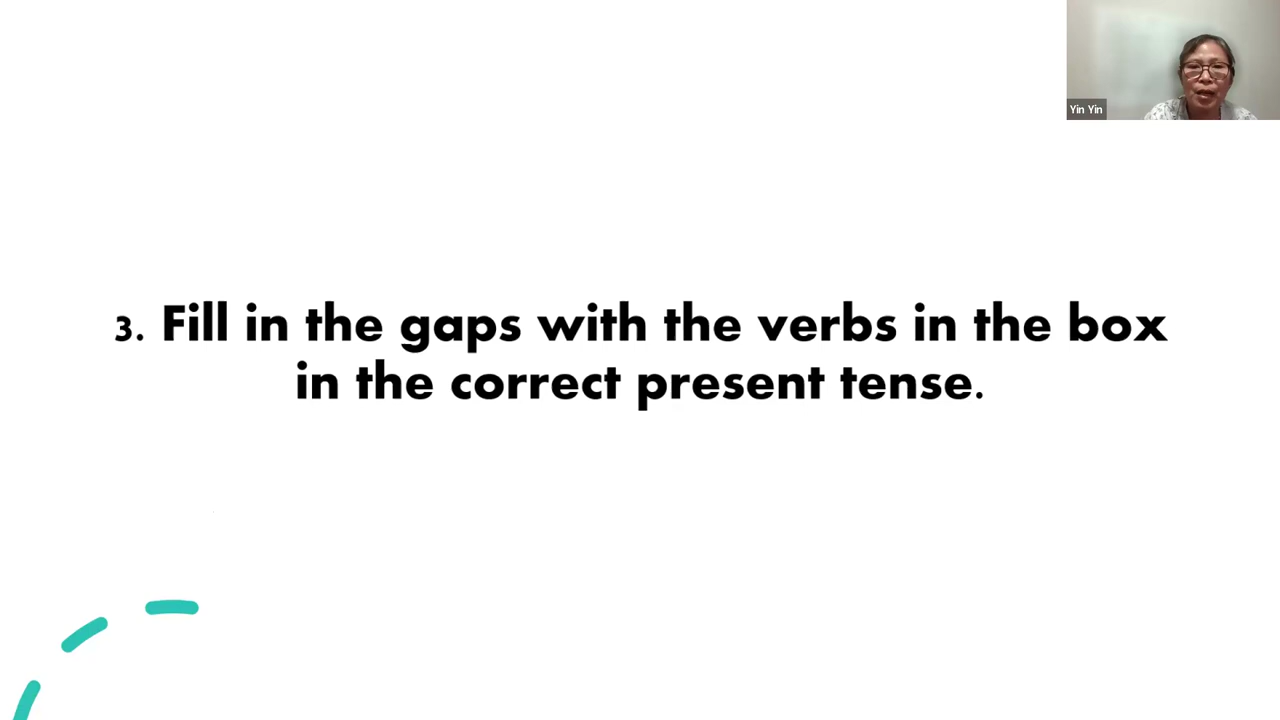 Yin Yin
3. Fill in the gaps with the verbs in the box
in the correct present tense.